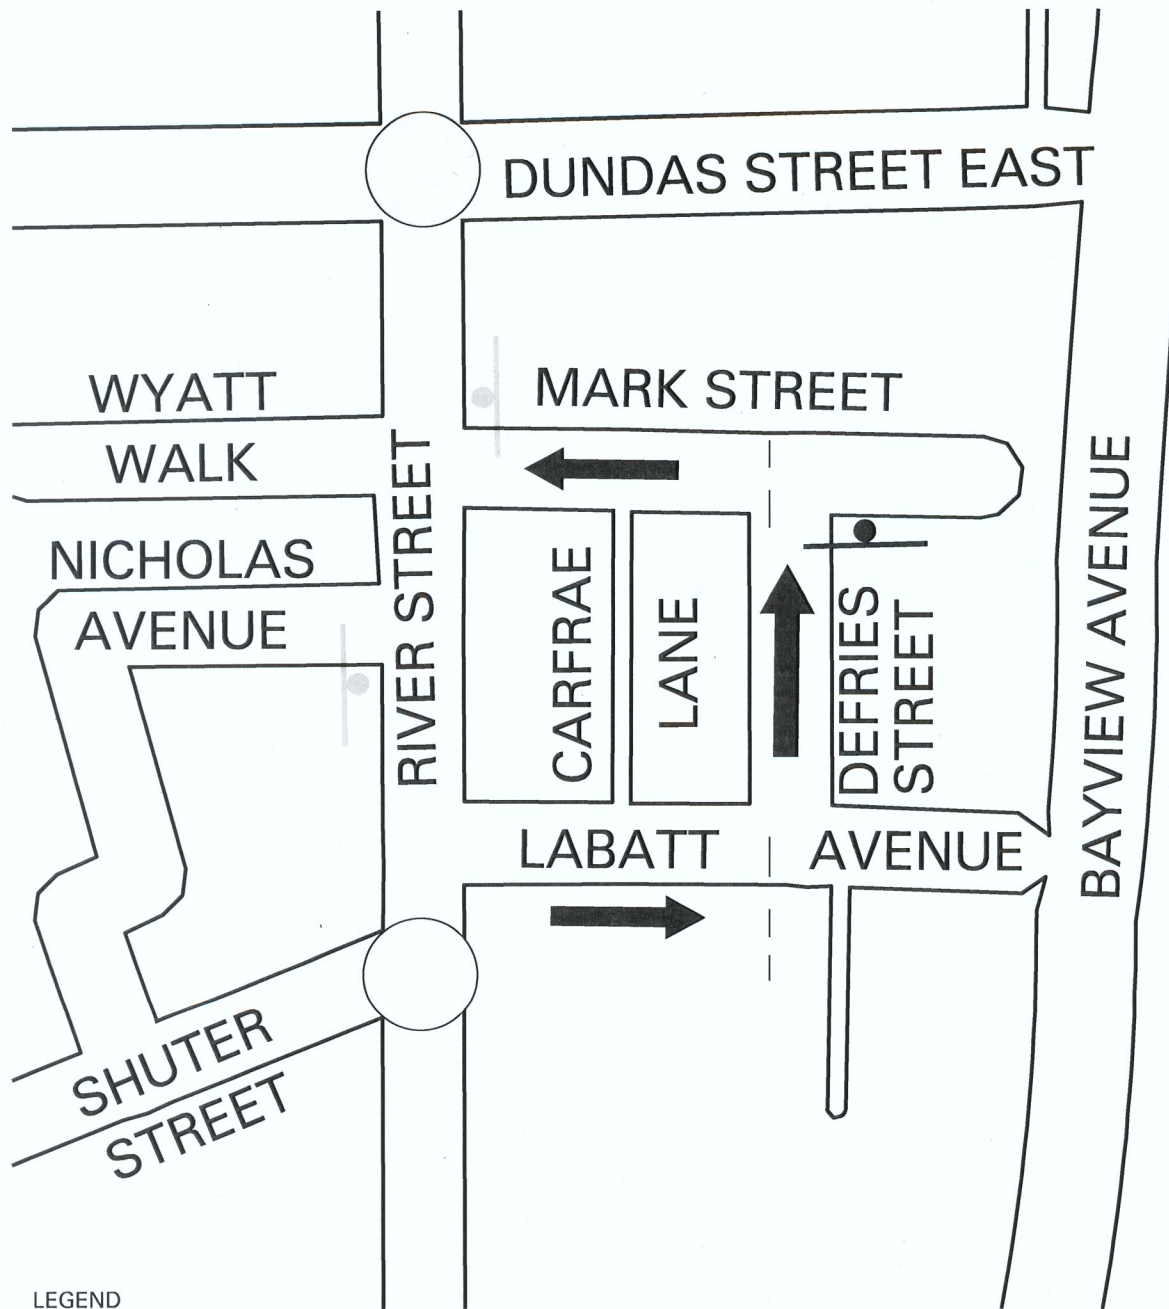 DUNDAS STREET EAST
WYATT
WALK
MARK STREET
NICHOLAS
AVENUE
RIVER STREET
CARFRAE
LANE
DEFRIES
STREET
BAYVIEW AVENUE
LABATT AVENUE
SHUTER
STREET
LEGEND